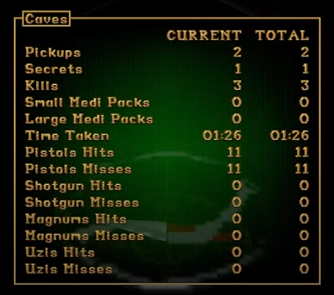 Caves
CURRENT TOTAL
Pickups 2 2
Secrets 1 1
Kills 3 3
Small Medi Packs 0 0
Large Medi Packs 0 0
Time Taken 01:26 01:26
Pistols Hits 11 11
Pistols Misses 11 11
Shotgun Hits 0 0
Shotgun Misses 0 0
Magnums Hits 0 0
Magnums Misses 0 0
Uzis Hits 0 0
Uzis Misses 0 0